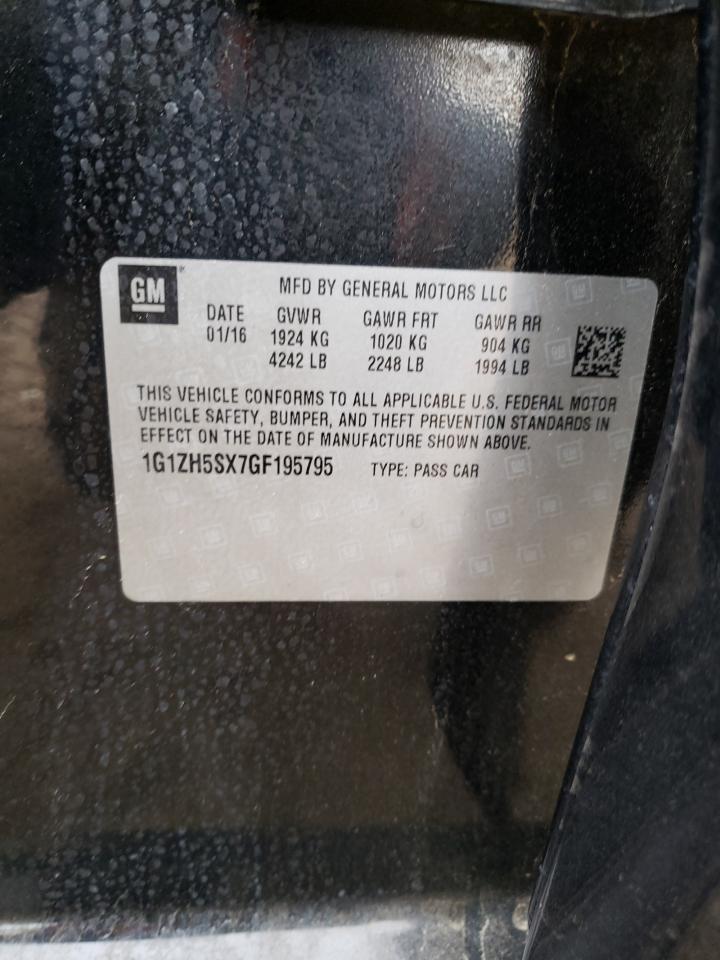 GM
MFD BY GENERAL MOTORS LLC
DATE GVWR GAWR FRT GAWR RR
01/16 1924 KG 1020 KG 904 KG
4242 LB 2248 LB 1994 LB
THIS VEHICLE CONFORMS TO ALL APPLICABLE U.S. FEDERAL MOTOR
VEHICLE SAFETY, BUMPER, AND THEFT PREVENTION STANDARDS IN
EFFECT ON THE DATE OF MANUFACTURE SHOWN ABOVE.
1G1ZH5SX7GF195795 TYPE: PASS CAR